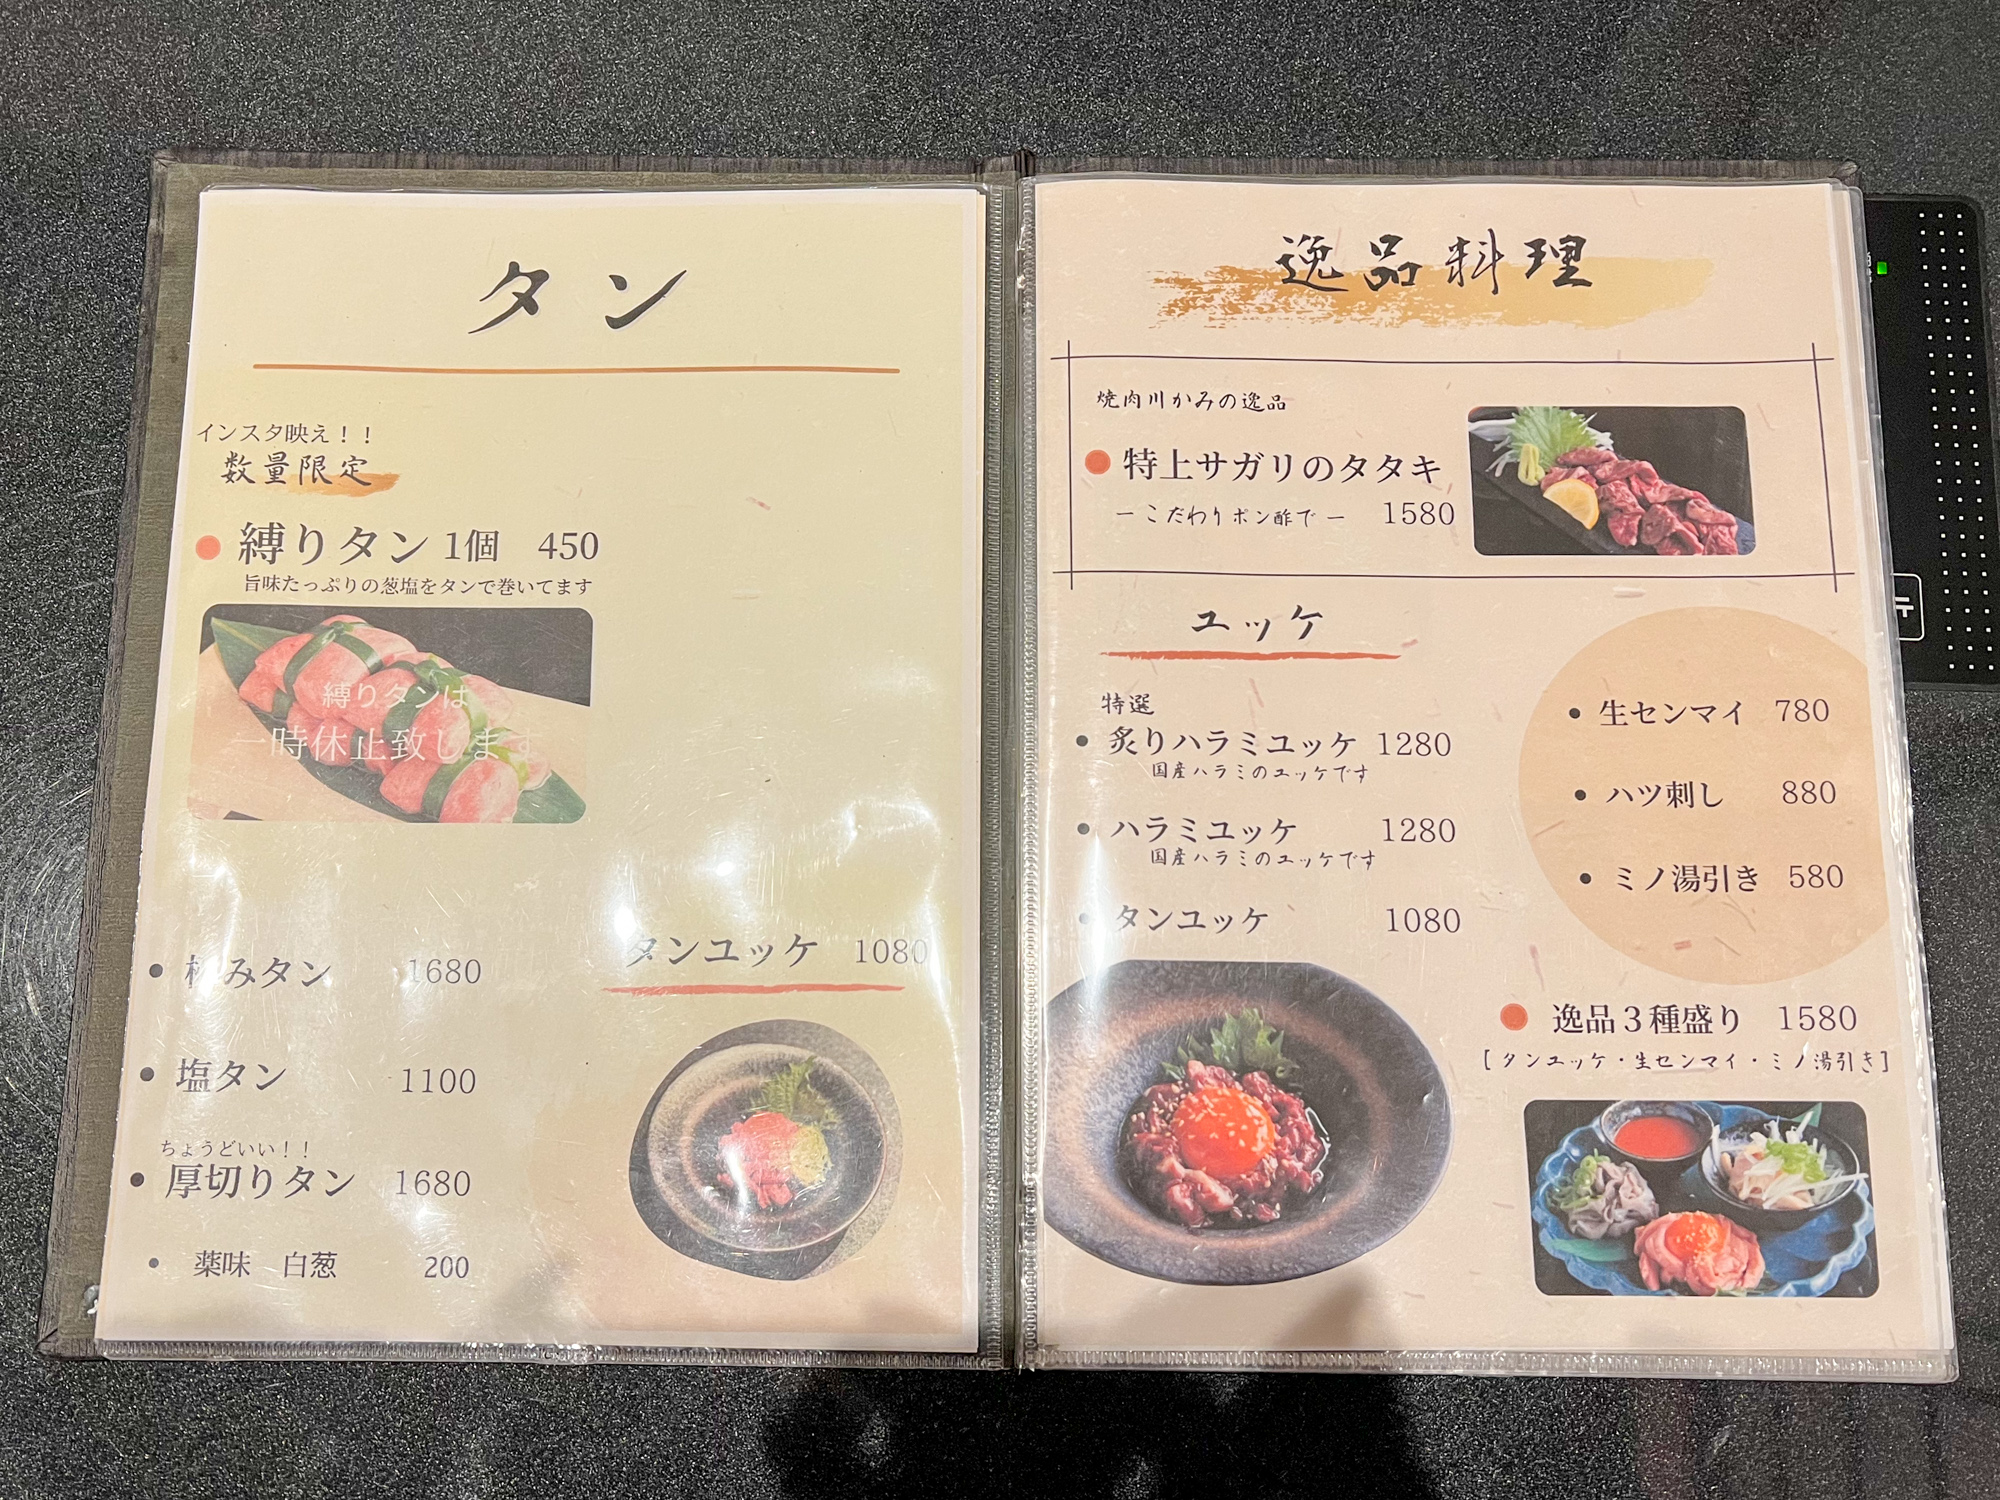 タン
インスタ映え！！
数量限定
縛りタン 1個 450
旨味たっぷりの葱塩をタンで巻いてます
縛りタンは
一時休止致します
みタン 1680
塩タン 1100
ちょうどいい！！
厚切りタン 1680
薬味 白葱 200
タンユッケ 1080
逸品料理
焼肉川かみの逸品
特上サガリのタタキ
ーこだわりポン酢でー 1580
ユッケ
特選
炙りハラミユッケ 1280
国産ハラミのユッケです
ハラミユッケ 1280
国産ハラミのユッケです
タンユッケ 1080
生センマイ 780
ハツ刺し 880
ミノ湯引き 580
逸品3種盛り 1580
[タンユッケ・生センマイ・ミノ湯引き]